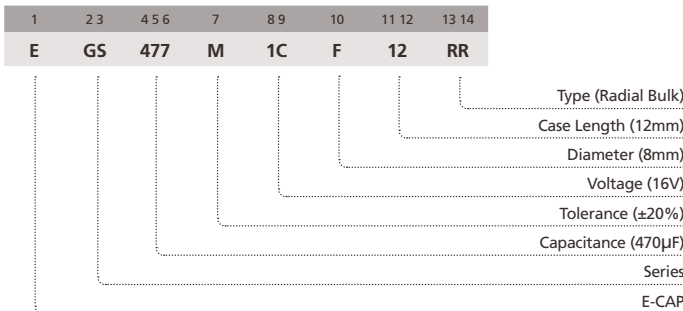 1 2 3 4 5 6 7 8 9 10 11 12 13 14
E GS 477 M 1C F 12 RR
Type (Radial Bulk)
Case Length (12mm)
Diameter (8mm)
Voltage (16V)
Tolerance (±20%)
Capacitance (470µF)
Series
E-CAP